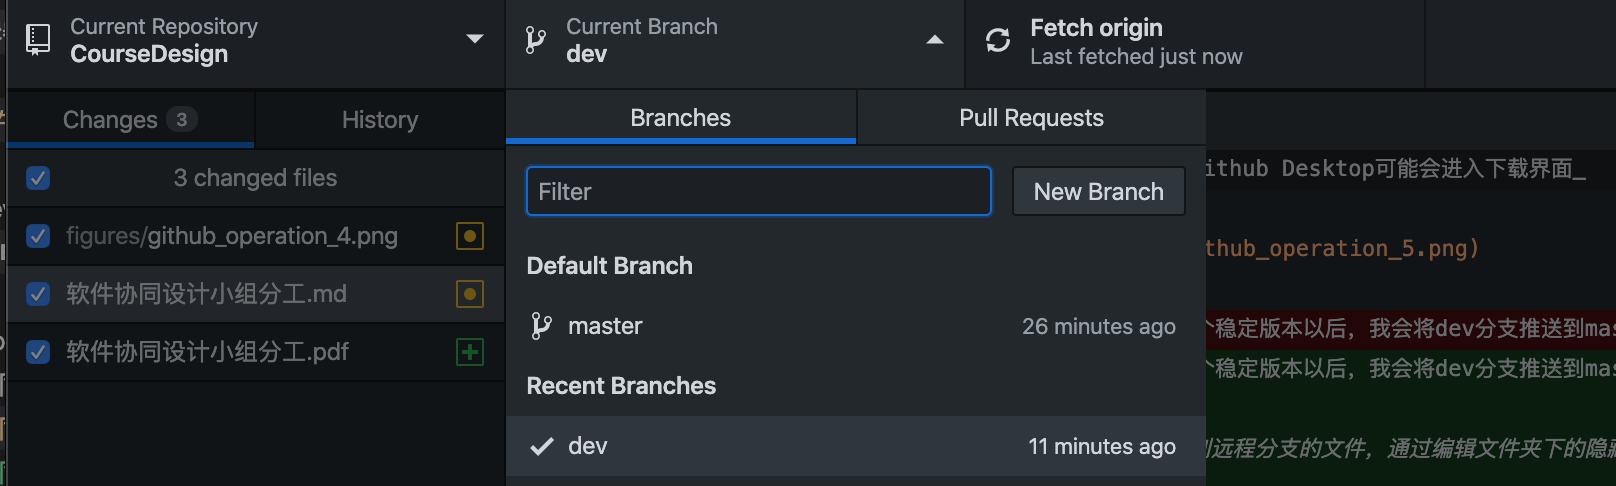 Current Repository
CourseDesign
Current Branch
dev
Fetch origin
Last fetched just now
Changes 3
History
Branches
Pull Requests
3 changed files
Filter
New Branch
ithub Desktop可能会进入下载界面_
figures/github_operation_4.png
thub_operation_5.png)
Default Branch
软件协同设计小组分工.md
master
26 minutes ago
稳定版本以后，我会将dev分支推送到mas
软件协同设计小组分工.pdf
稳定版本以后，我会将dev分支推送到mas
Recent Branches
dev
11 minutes ago
远程分支的文件，通过编辑文件夹下的隐藏